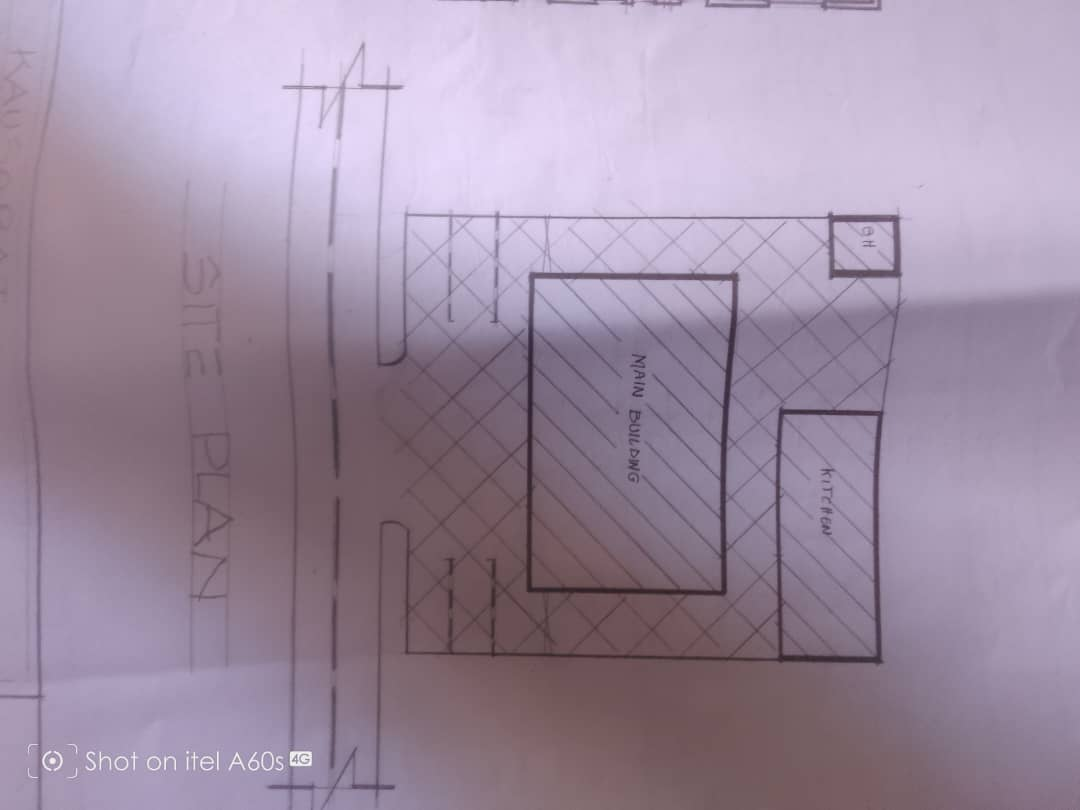 GH
MAIN BUILDING
KITCHEN
SITE PLAN
Shot on itel A60s 4G